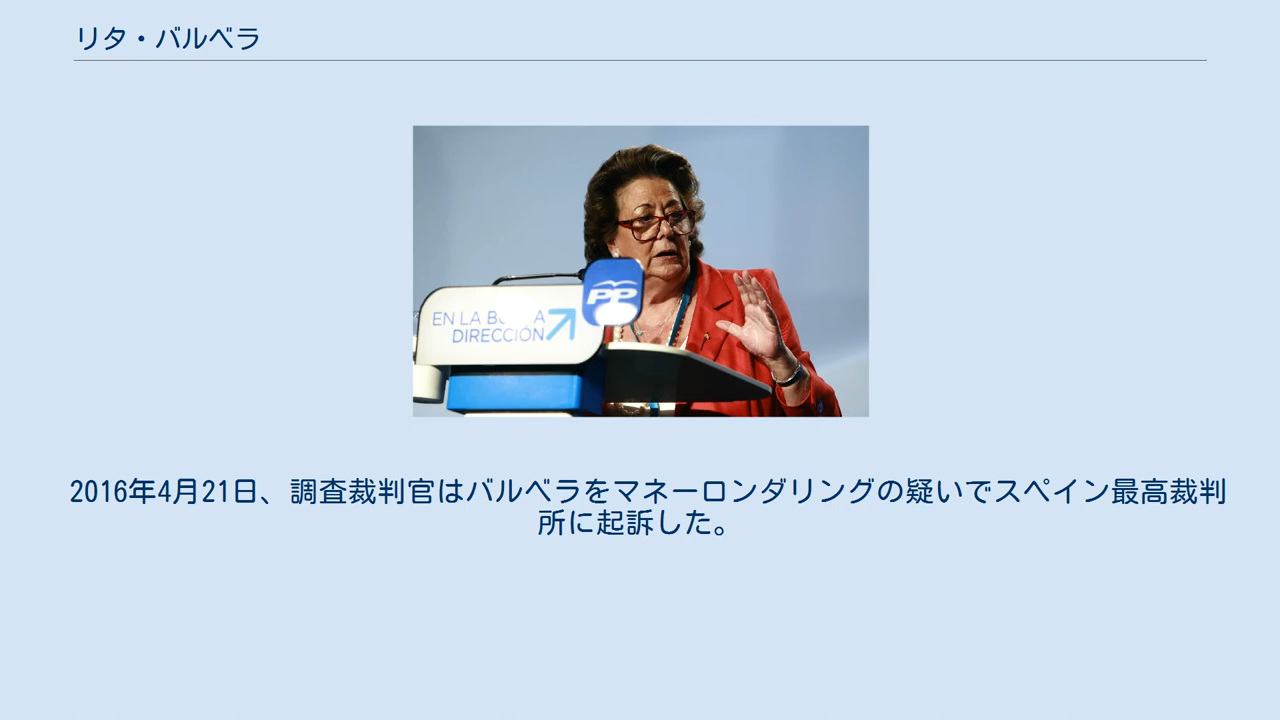 リタ・バルベラ
PP
EN LA
DIRECCIÓN
2016年4月21日、調査裁判官はバルベラをマネーロンダリングの疑いでスペイン最高裁判
所に起訴した。